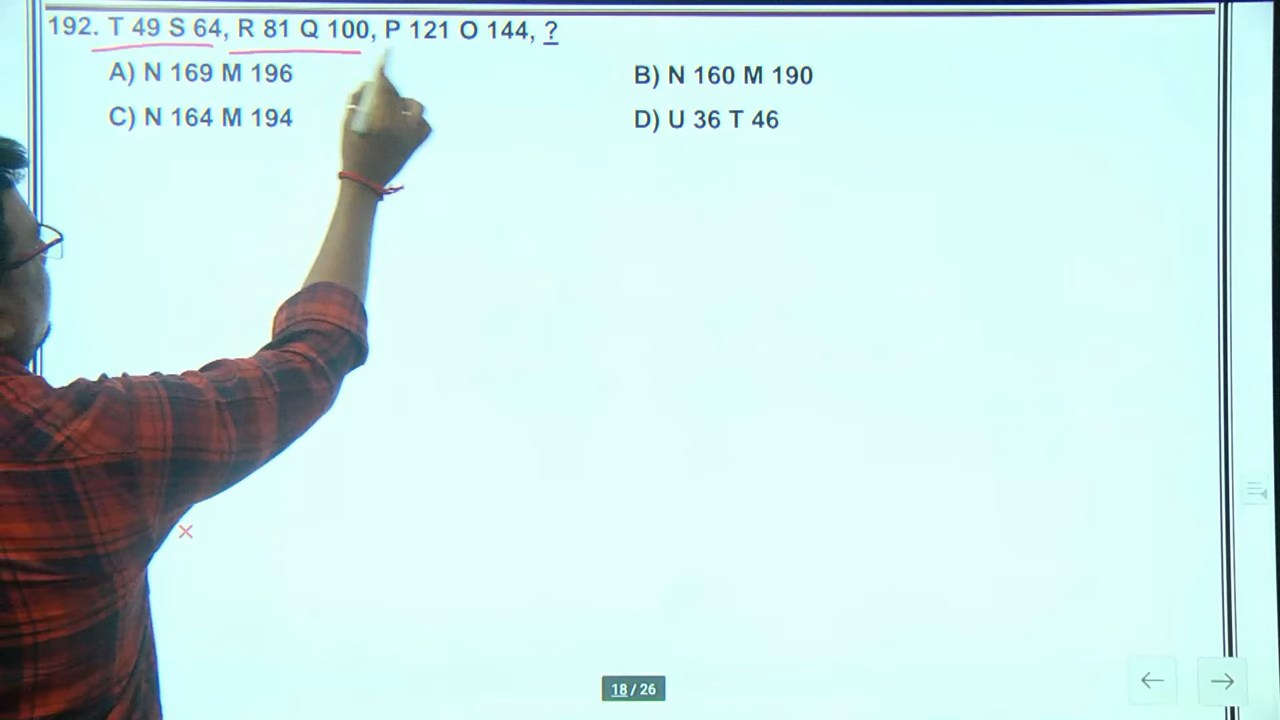 192. T 49 S 64, R 81 Q 100, P 121 O 144, ?
A) N 169 M 196 B) N 160 M 190
C) N 164 M 194 D) U 36 T 46
18 / 26